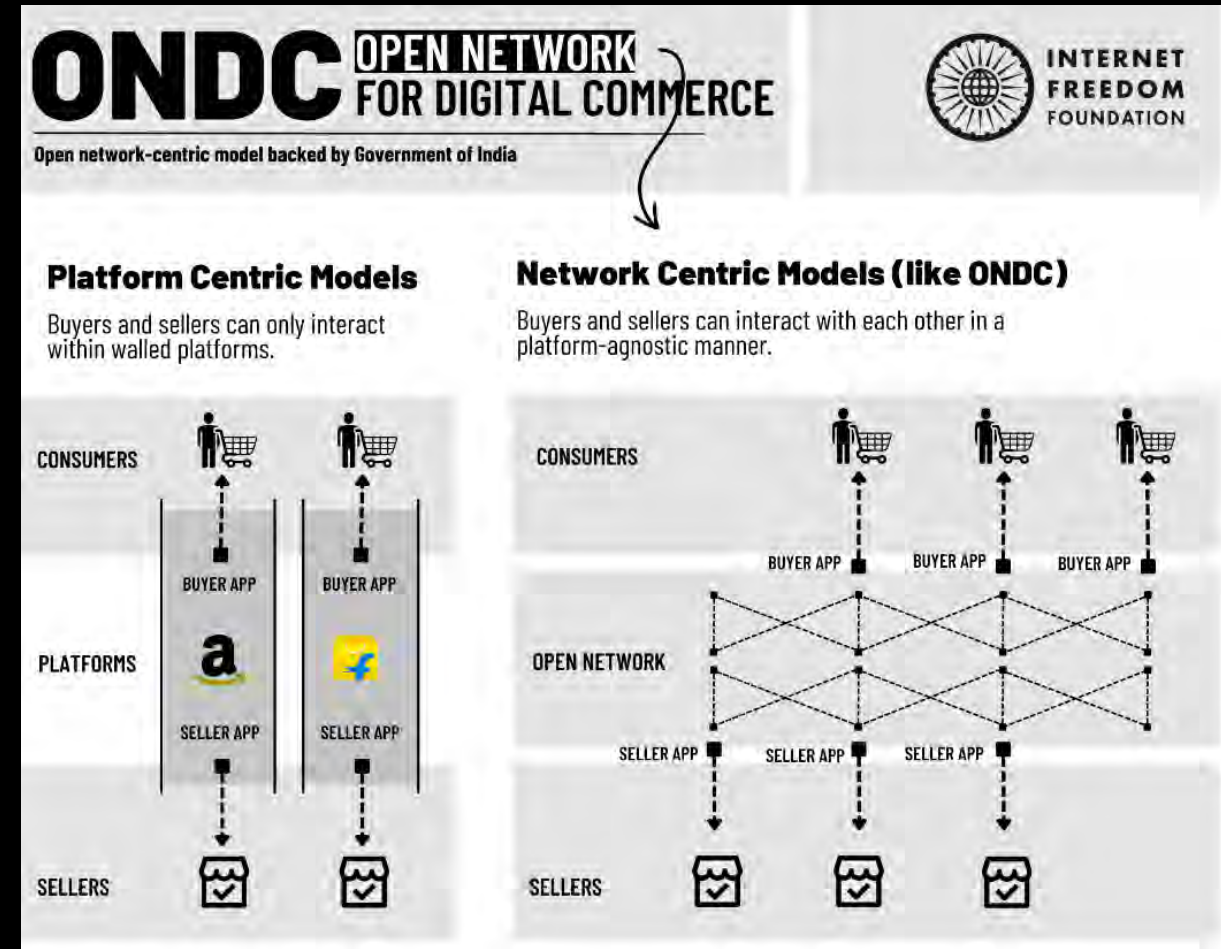 ONDC OPEN NETWORK
FOR DIGITAL COMMERCE
Open network-centric model backed by Government of India
INTERNET
FREEDOM
FOUNDATION
Platform Centric Models
Buyers and sellers can only interact
within walled platforms.
CONSUMERS
BUYER APP BUYER APP
PLATFORMS
a
SELLER APP SELLER APP
SELLERS
Network Centric Models (like ONDC)
Buyers and sellers can interact with each other in a
platform-agnostic manner.
CONSUMERS
BUYER APP BUYER APP BUYER APP
OPEN NETWORK
SELLER APP SELLER APP SELLER APP
SELLERS